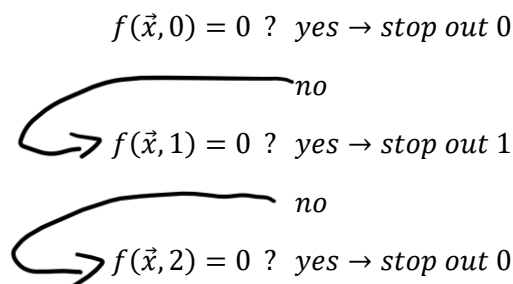 f(x⃗, 0) = 0 ? yes → stop out 0
no
f(x⃗, 1) = 0 ? yes → stop out 1
no
f(x⃗, 2) = 0 ? yes → stop out 0